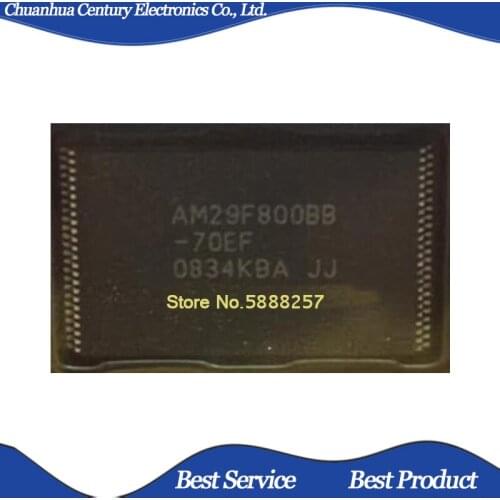 Chuanhua Century Electronics Co., Ltd.
AM29F800BB
-70EF
0834KBA JJ
Store No.5888257
Best Service
Best Product